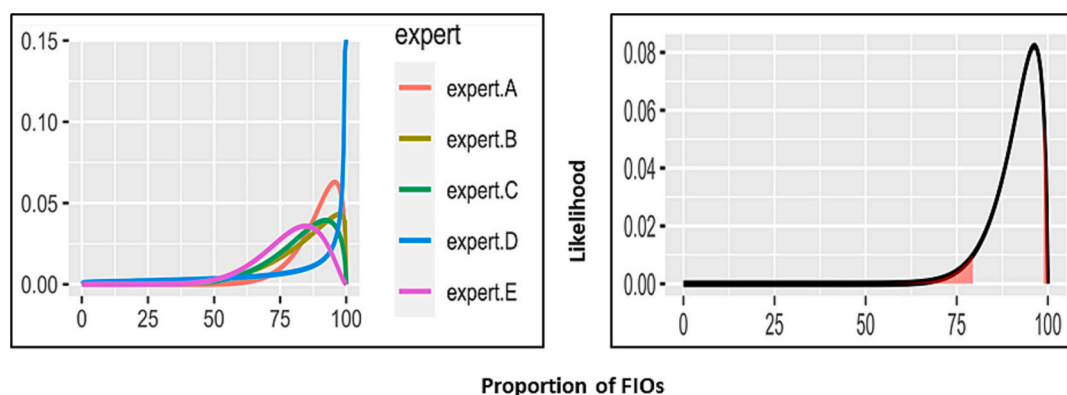 0.15
0.10
0.05
0.00
0 25 50 75 100
expert
expert.A
expert.B
expert.C
expert.D
expert.E
Likelihood
0.08
0.06
0.04
0.02
0.00
0 25 50 75 100
Proportion of FIOs